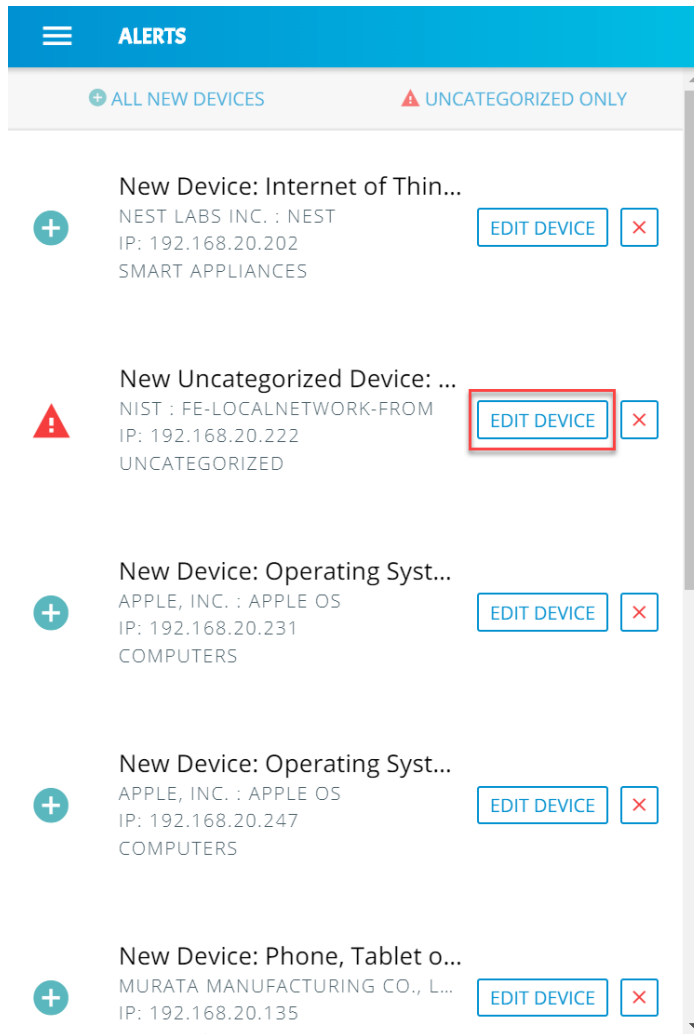 ALERTS
ALL NEW DEVICES
UNCATEGORIZED ONLY
New Device: Internet of Thin...
NEST LABS INC. : NEST
IP: 192.168.20.202
SMART APPLIANCES
EDIT DEVICE
New Uncategorized Device: ...
NIST : FE-LOCALNETWORK-FROM
IP: 192.168.20.222
UNCATEGORIZED
EDIT DEVICE
New Device: Operating Syst...
APPLE, INC. : APPLE OS
IP: 192.168.20.231
COMPUTERS
EDIT DEVICE
New Device: Operating Syst...
APPLE, INC. : APPLE OS
IP: 192.168.20.247
COMPUTERS
EDIT DEVICE
New Device: Phone, Tablet o...
MURATA MANUFACTURING CO., L...
IP: 192.168.20.135
EDIT DEVICE